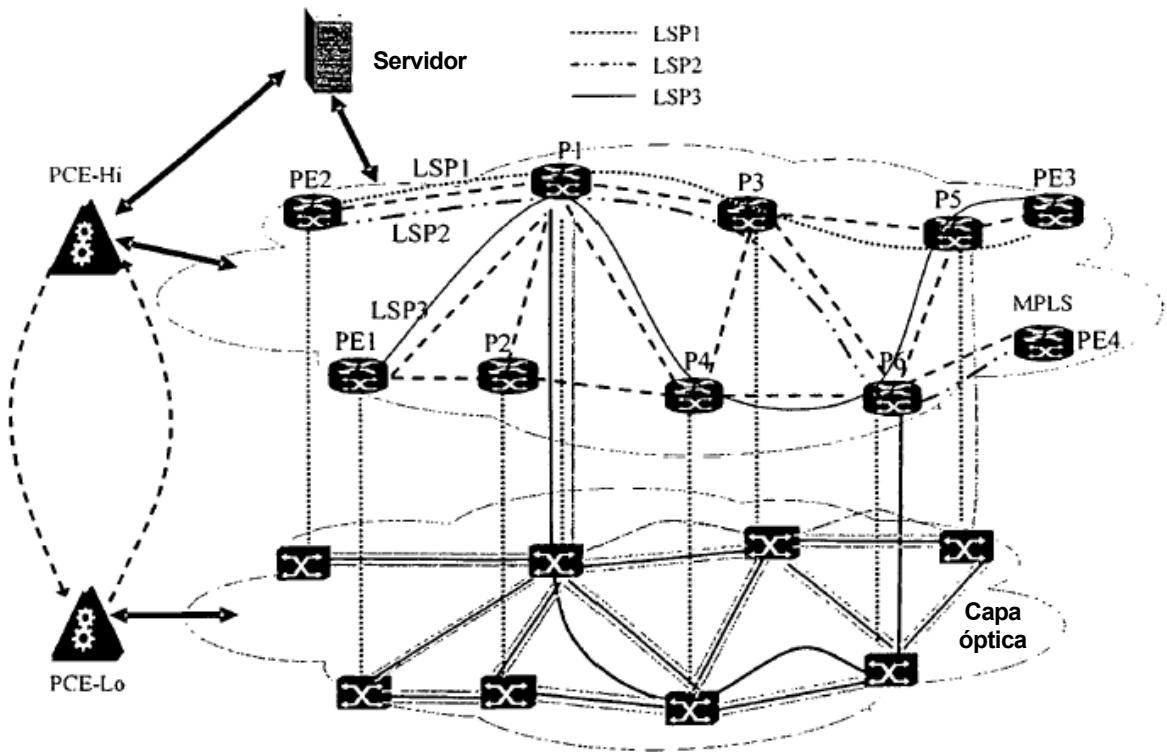 Servidor
LSP1
LSP2
LSP3
PCE-Hi
PE2
LSP1
P1
P3
P5
PE3
LSP2
LSP3
MPLS
PE1
P2
P4
P6
PE4
Capa
óptica
PCE-Lo